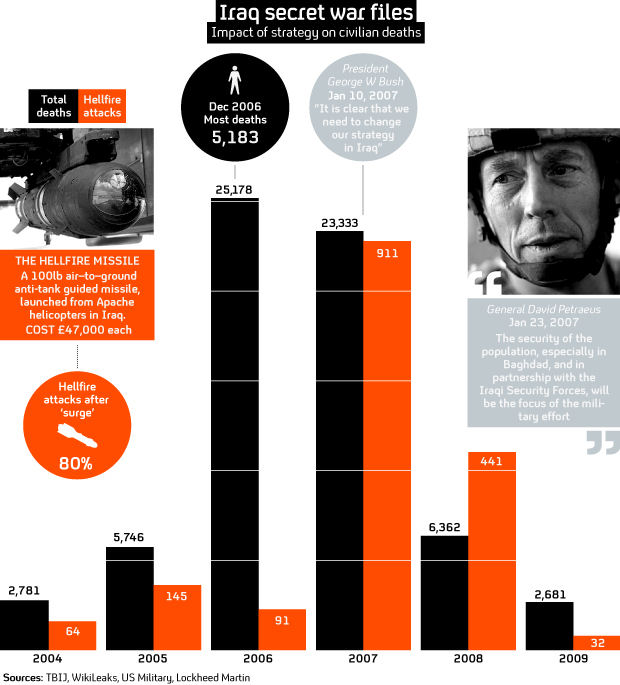 Iraq secret war files
Impact of strategy on civilian deaths
Total
deaths
Hellfire
attacks
Dec 2006
Most deaths
5,183
President
George W Bush
Jan 10, 2007
"It is clear that we
need to change
our strategy
in Iraq"
THE HELLFIRE MISSILE
A 100lb air-to-ground
anti-tank guided missile,
launched from Apache
helicopters in Iraq.
COST £47,000 each
Hellfire
attacks after
'surge'
80%
General David Petraeus
Jan 23, 2007
The security of the
population, especially in
Baghdad, and in
partnership with the
Iraqi Security Forces, will
be the focus of the mili-
tary effort
2,781
64
5,746
145
25,178
91
23,333
911
6,362
441
2,681
32
2004
2005
2006
2007
2008
2009
Sources: TBIJ, WikiLeaks, US Military, Lockheed Martin